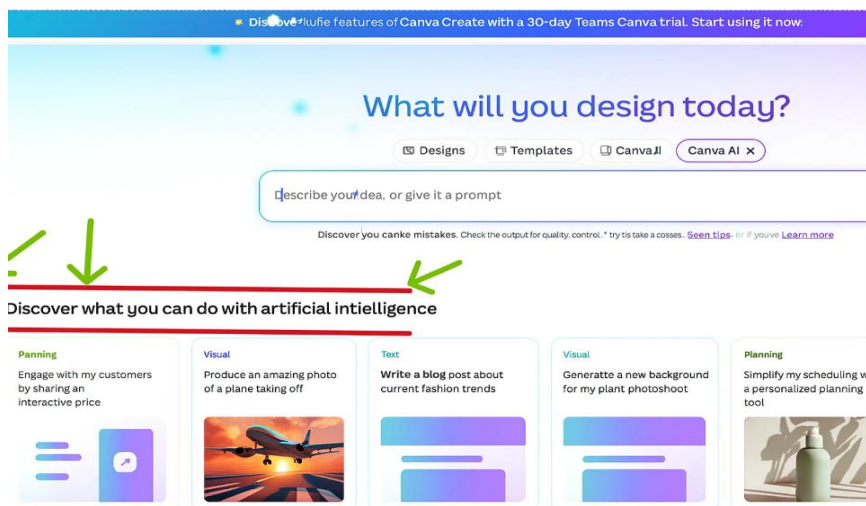 features of Canva Create with a 30-day Teams Canva trial. Start using it now:
What will you design today?
Designs
Templates
Canva
Canva AI X
Describe your dea, or give it a prompt
Discover you canke mistakes. Check the output for quality. control. * try tis take a cosses.. Seen tips. or if youve Learn more
Discover what you can do with artificial intielligence
Panning
Engage with my customers
by sharing an
interactive price
Visual
Produce an amazing photo
of a plane taking off
Text
Write a blog post about
current fashion trends
Visual
Generatte a new background
for my plant photoshoot
Planning
Simplify my scheduling w
a personalized planning
tool